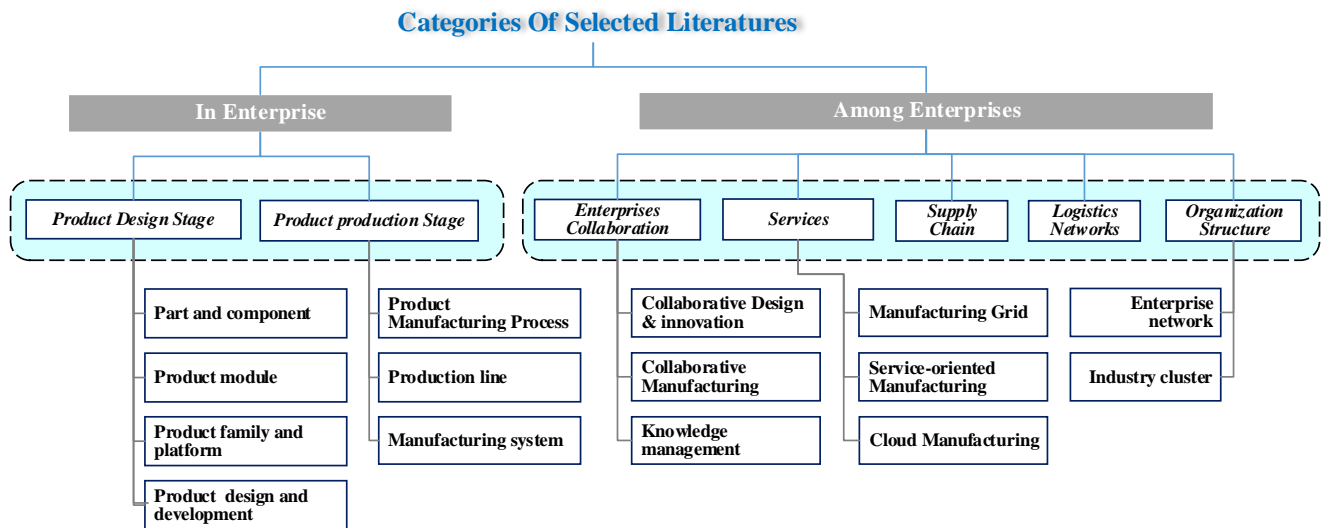 Categories Of Selected Literatures
In Enterprise
Among Enterprises
Product Design Stage
Product production Stage
Enterprises
Collaboration
Services
Supply
Chain
Logistics
Networks
Organization
Structure
Part and component
Product module
Product family and
platform
Product design and
development
Product
Manufacturing Process
Production line
Manufacturing system
Collaborative Design
& innovation
Collaborative
Manufacturing
Knowledge
management
Manufacturing Grid
Service-oriented
Manufacturing
Cloud Manufacturing
Enterprise
network
Industry cluster